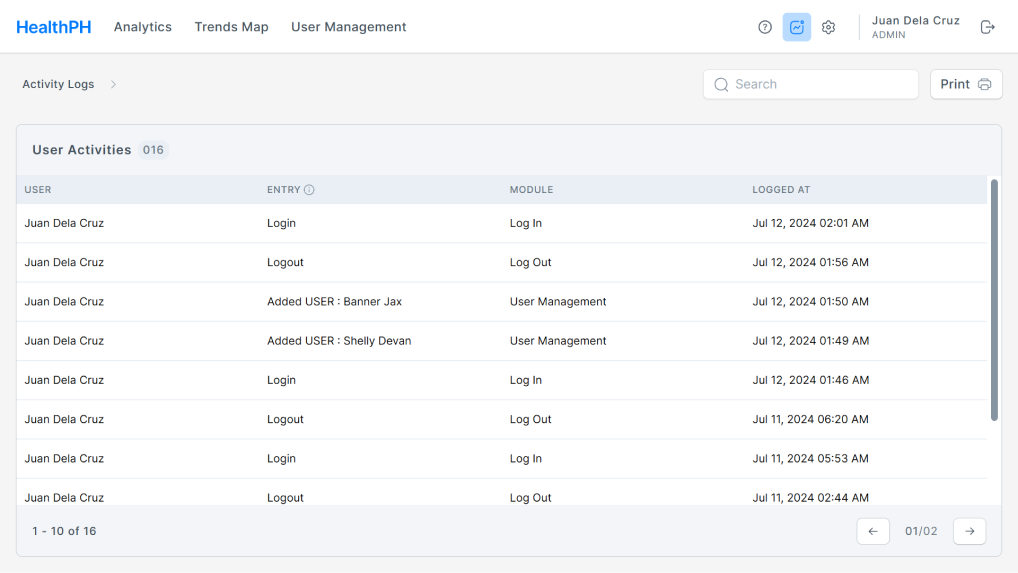 HealthPH Analytics Trends Map User Management Juan Dela Cruz
ADMIN
Activity Logs Search Print
User Activities 016
USER ENTRY MODULE LOGGED AT
Juan Dela Cruz Login Log In Jul 12, 2024 02:01 AM
Juan Dela Cruz Logout Log Out Jul 12, 2024 01:56 AM
Juan Dela Cruz Added USER : Banner Jax User Management Jul 12, 2024 01:50 AM
Juan Dela Cruz Added USER : Shelly Devan User Management Jul 12, 2024 01:49 AM
Juan Dela Cruz Login Log In Jul 12, 2024 01:46 AM
Juan Dela Cruz Logout Log Out Jul 11, 2024 06:20 AM
Juan Dela Cruz Login Log In Jul 11, 2024 05:53 AM
Juan Dela Cruz Logout Log Out Jul 11, 2024 02:44 AM
1 - 10 of 16 01/02